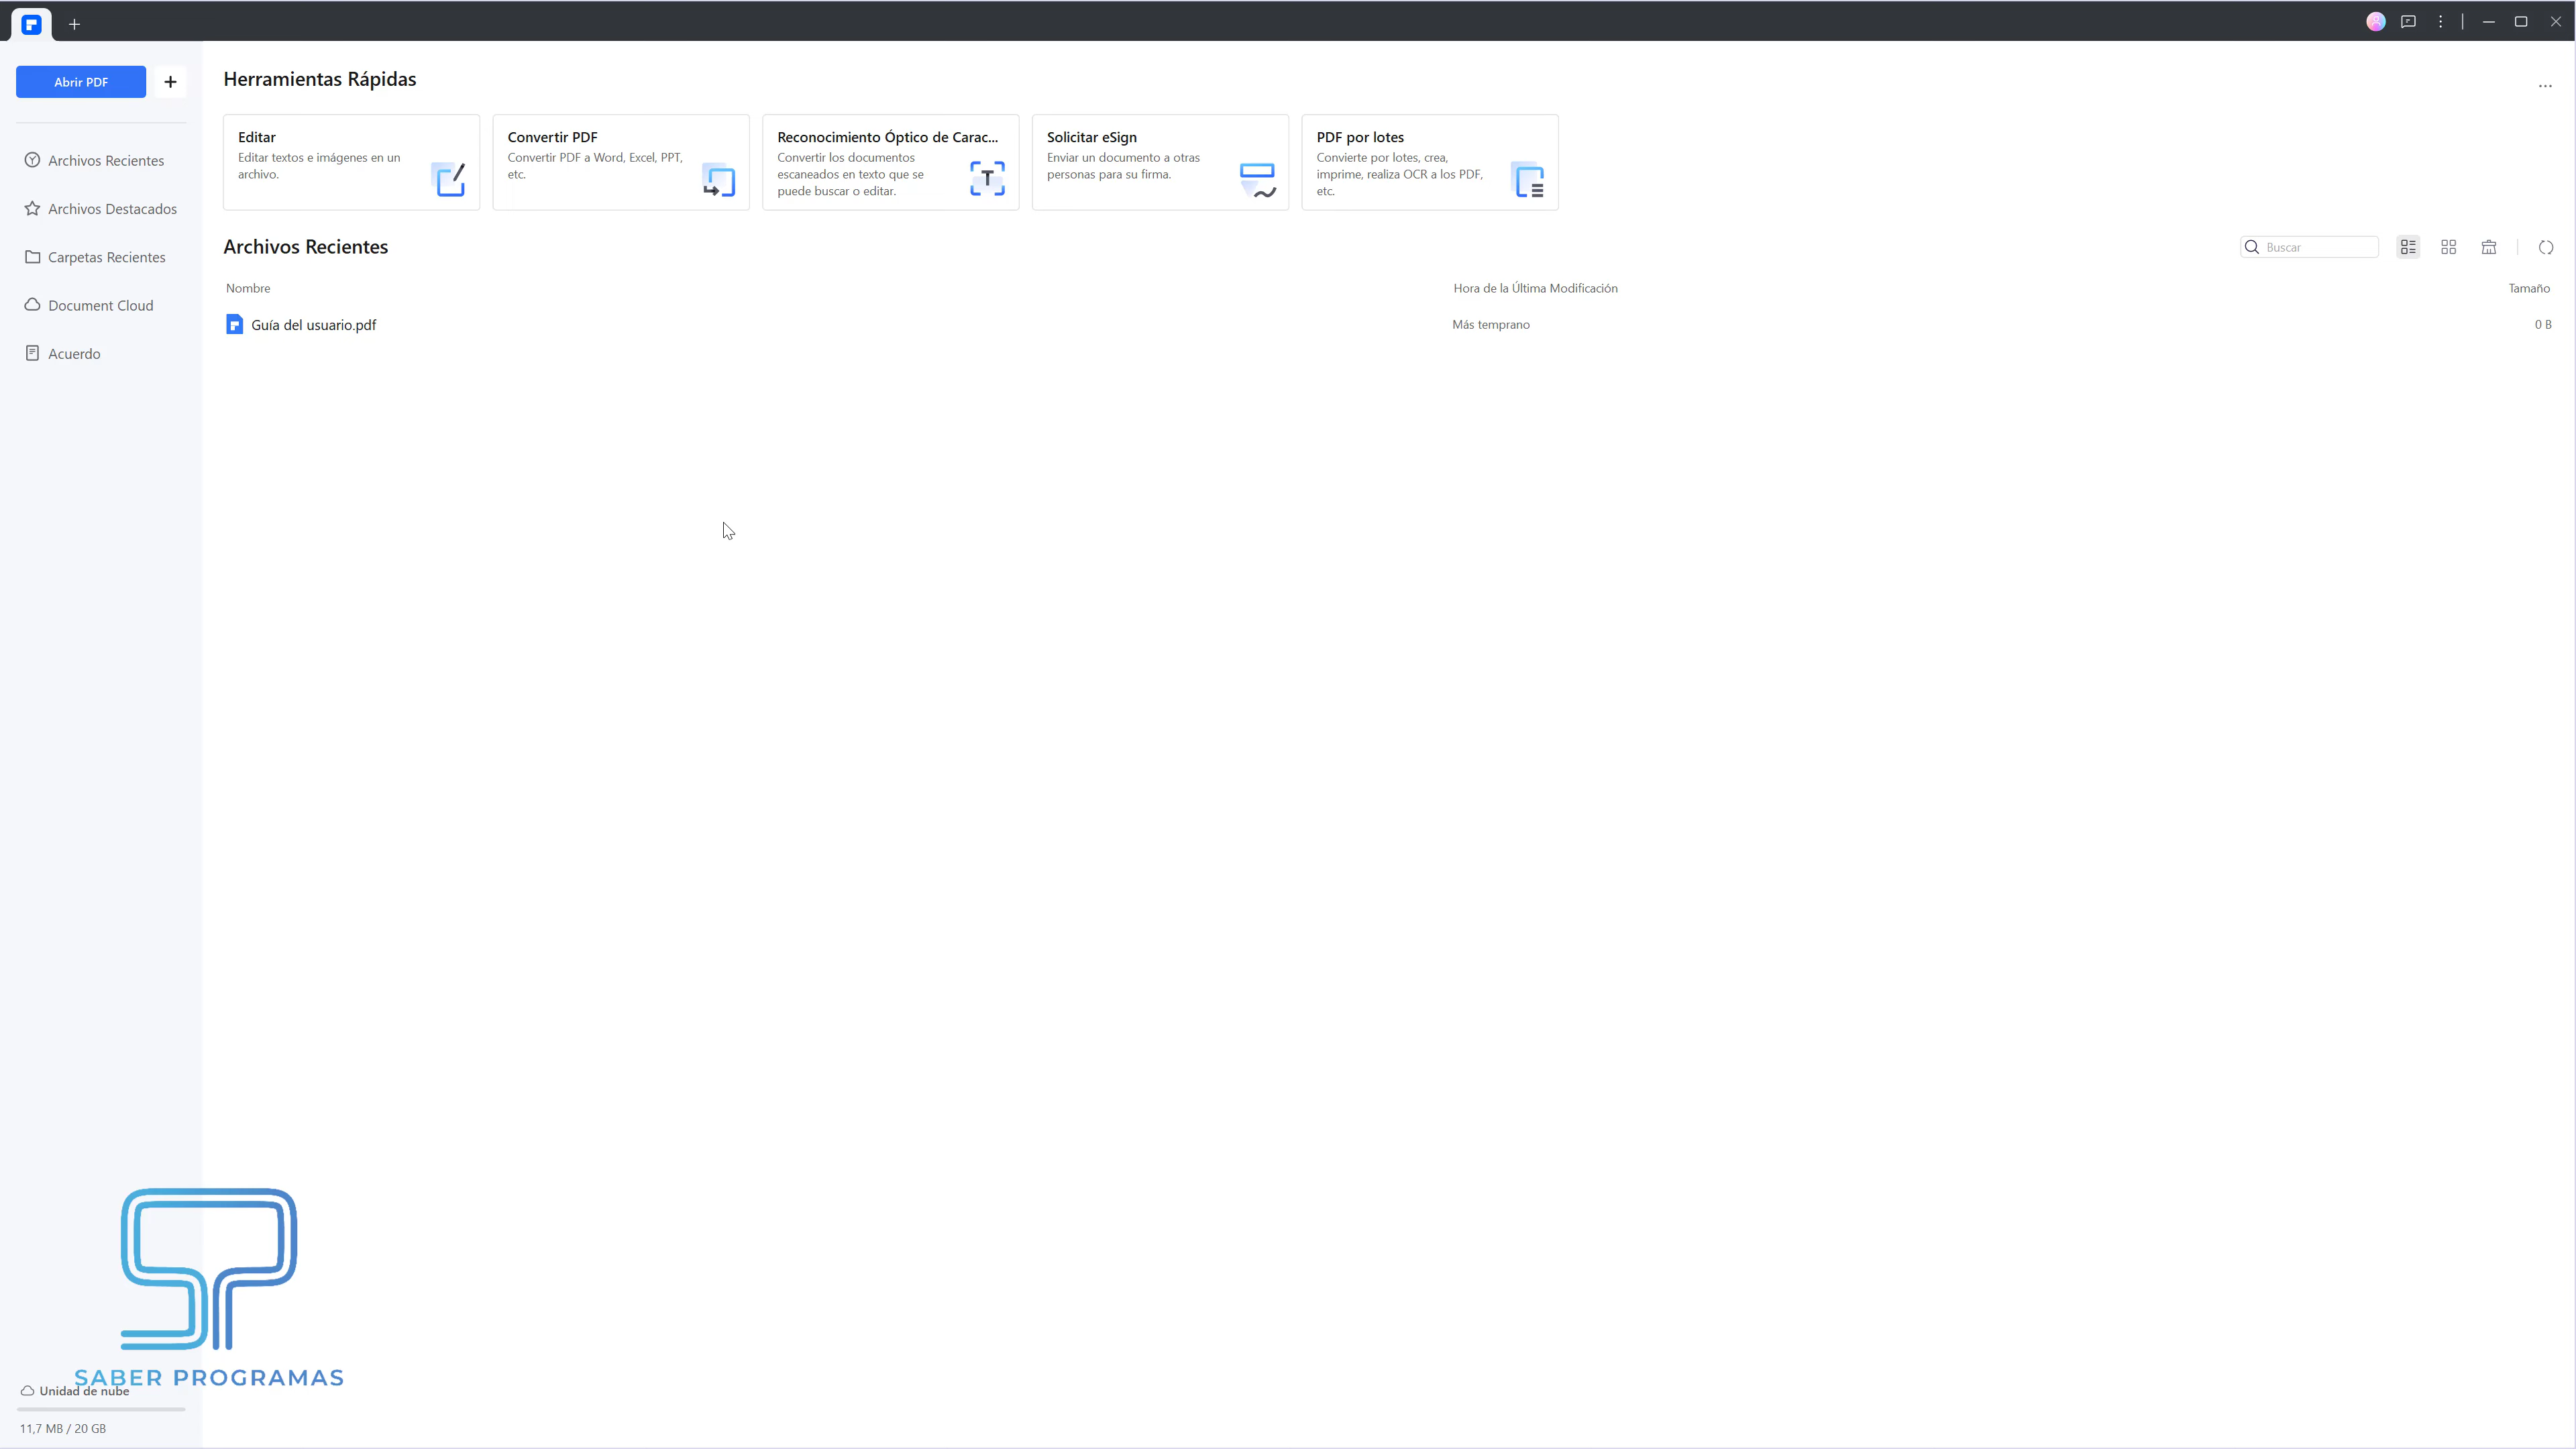 Abrir PDF
Archivos Recientes
Archivos Destacados
Carpetas Recientes
Document Cloud
Acuerdo
Herramientas Rápidas
Editar
Editar textos e imágenes en un
archivo.
Convertir PDF
Convertir PDF a Word, Excel, PPT,
etc.
Reconocimiento Óptico de Carac...
Convertir los documentos
escaneados en texto que se
puede buscar o editar.
T
Solicitar eSign
Enviar un documento a otras
personas para su firma.
PDF por lotes
Convierte por lotes, crea,
imprime, realiza OCR a los PDF,
etc.
Archivos Recientes
Buscar
Nombre
Hora de la Última Modificación
Tamaño
Guía del usuario.pdf
Más temprano
0 B
SABER PROGRAMAS
Unidad de nube
11,7 MB / 20 GB